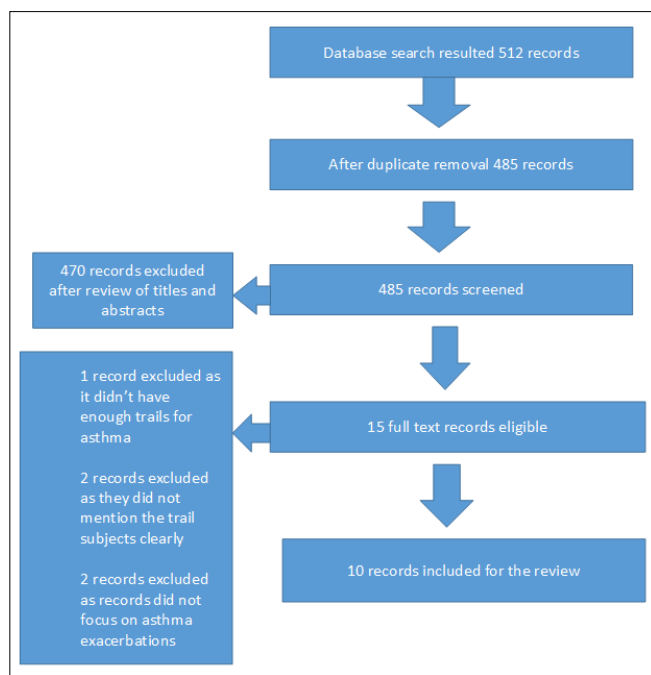 Database search resulted 512 records
After duplicate removal 485 records
470 records excluded
after review of titles and
abstracts
485 records screened
1 record excluded as
it didn’t have
enough trails for
asthma
2 records excluded
as they did not
mention the trail
subjects clearly
2 records excluded
as records did not
focus on asthma
exacerbations
15 full text records eligible
10 records included for the review